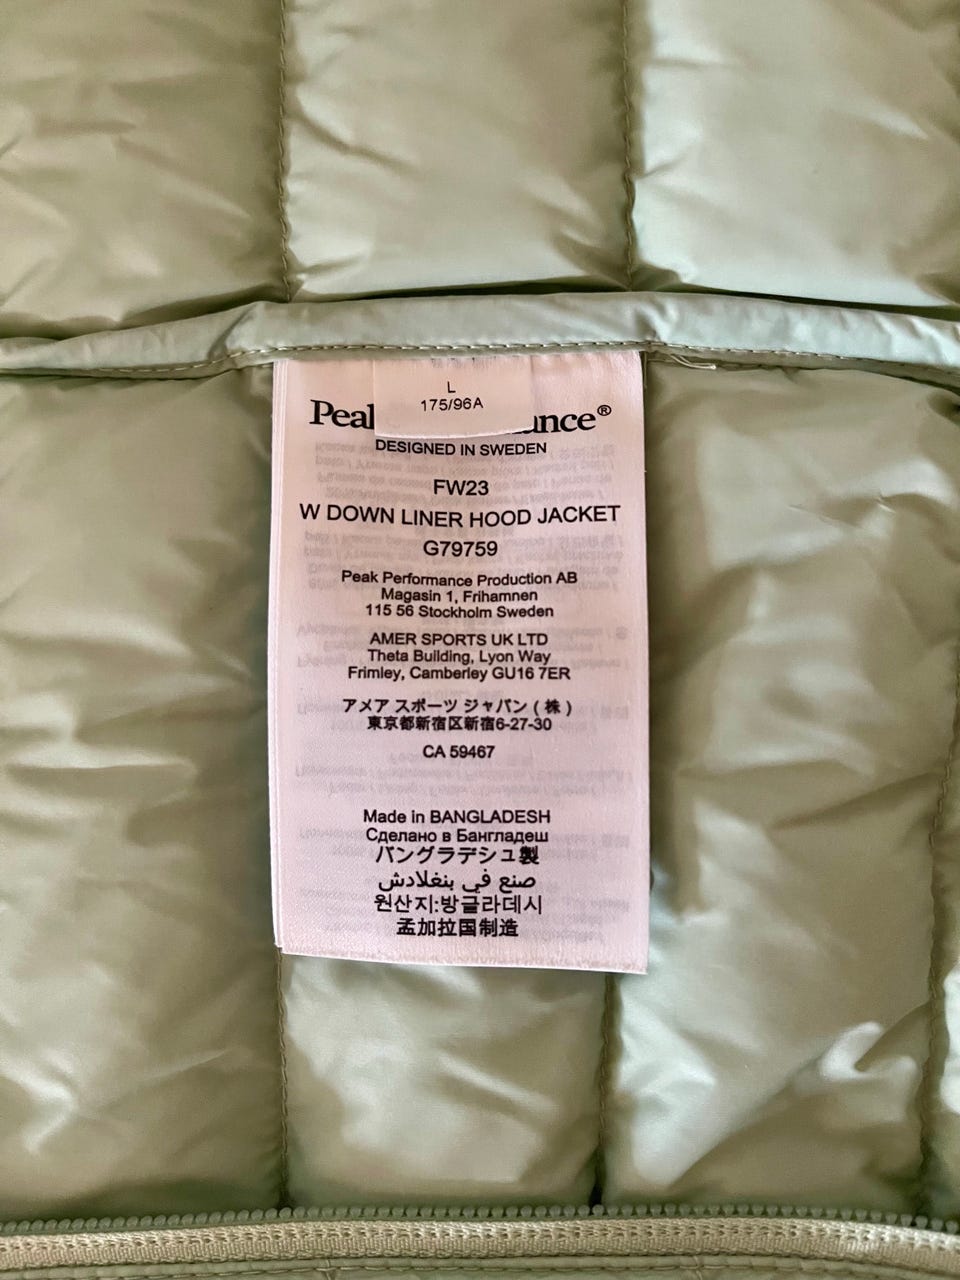 L
175/96A
Peak Performance®
DESIGNED IN SWEDEN
FW23
W DOWN LINER HOOD JACKET
G79759
Peak Performance Production AB
Magasin 1, Frihamnen
115 56 Stockholm Sweden
AMER SPORTS UK LTD
Theta Building, Lyon Way
Frimley, Camberley GU16 7ER
アメア スポーツ ジャパン ( 株 )
東京都新宿区新宿6-27-30
CA 59467
Made in BANGLADESH
Сделано в Бангладеш
バングラデシュ製
صنع في بنغلادش
원산지:방글라데시
孟加拉国制造